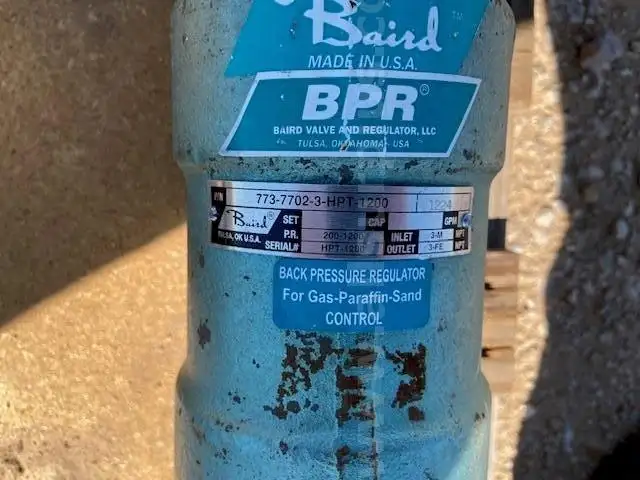 Baird
MADE IN U.S.A.
BPR®
BAIRD VALVE AND REGULATOR, LLC
TULSA, OKLAHOMA - USA
P/N 773-7702-3-HPT-1200 1224
Baird® SET CAP GPM
P.R. 200-1200 INLET 3-M NPT
TULSA, OK U.S.A. SERIAL# HPT-1200 OUTLET 3-FE NPT
BACK PRESSURE REGULATOR
For Gas-Paraffin-Sand
CONTROL